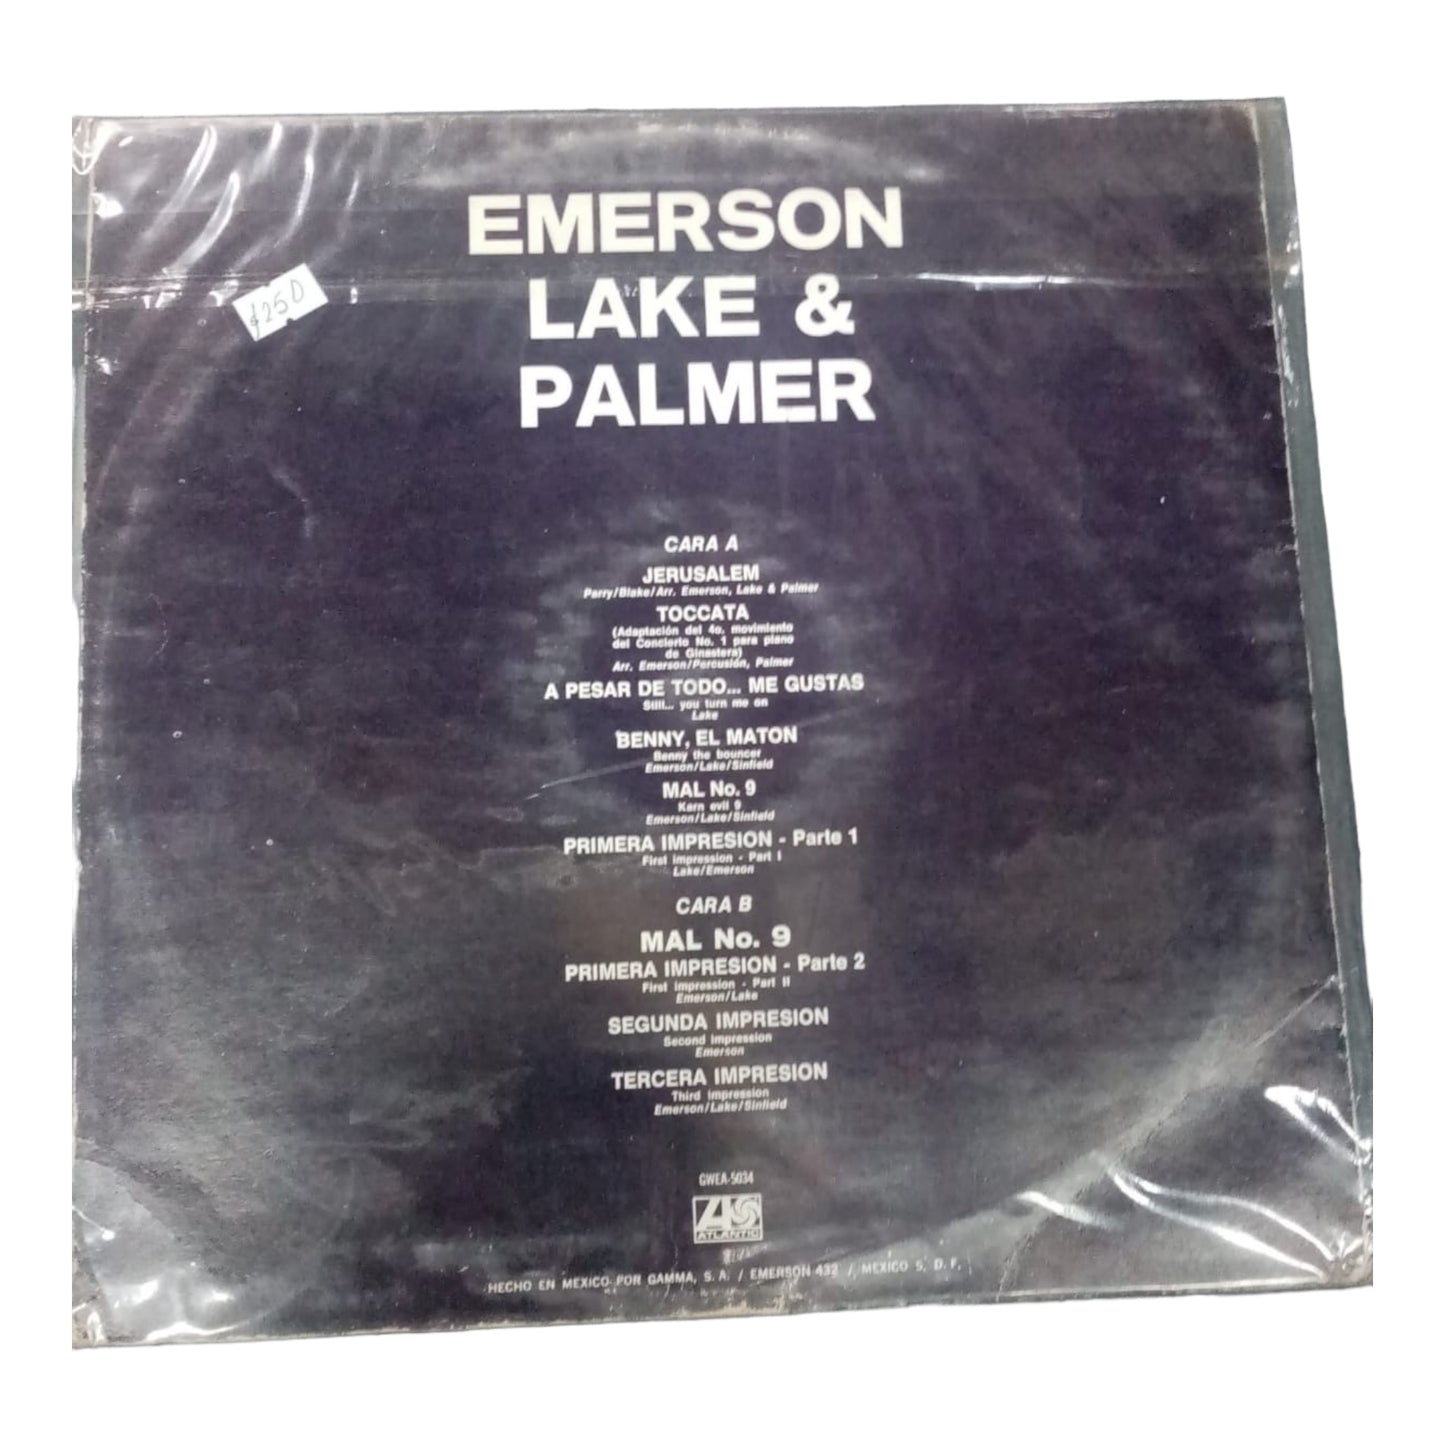 EMERSON
LAKE &
PALMER
$250
CARA A
JERUSALEM
Parry/Blake/Arr. Emerson, Lake & Palmer
TOCCATA
(Adaptación del 4o. movimiento
del Concierto No. 1 para piano
de Ginastera)
Arr. Emerson/Percusión, Palmer
A PESAR DE TODO... ME GUSTAS
Still... you turn me on
Lake
BENNY, EL MATON
Benny the bouncer
Emerson/Lake/Sinfield
MAL No. 9
Karn evil 9
Emerson/Lake/Sinfield
PRIMERA IMPRESION - Parte 1
First impression - Part I
Lake/Emerson
CARA B
MAL No. 9
PRIMERA IMPRESION - Parte 2
First impression - Part II
Emerson/Lake
SEGUNDA IMPRESION
Second impression
Emerson
TERCERA IMPRESION
Third impression
Emerson/Lake/Sinfield
GWEA-5034
ATLANTIC
HECHO EN MEXICO POR GAMMA, S. A. / EMERSON 432 / MEXICO 5, D. F.